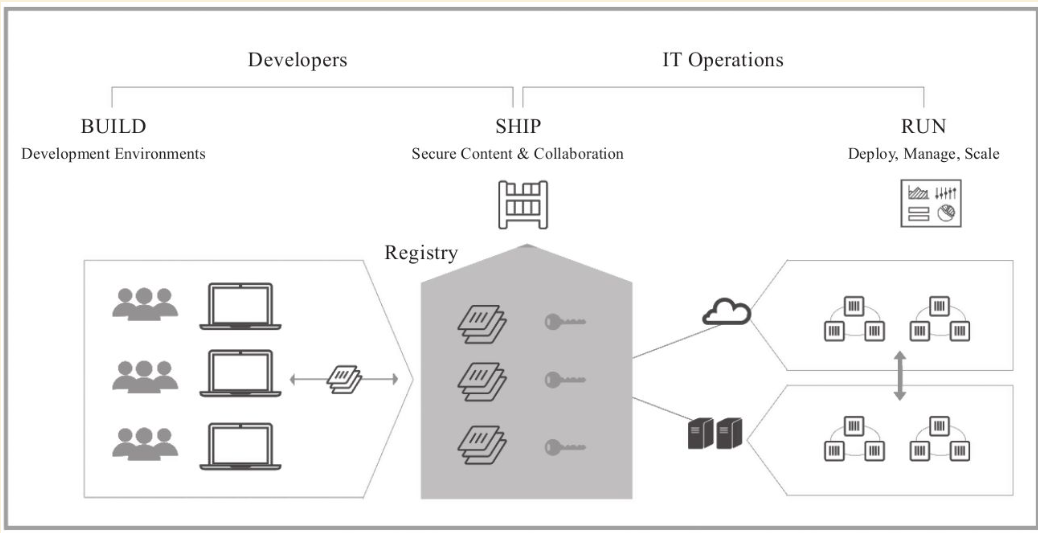 Developers
IT Operations
BUILD
Development Environments
SHIP
Secure Content & Collaboration
RUN
Deploy, Manage, Scale
Registry